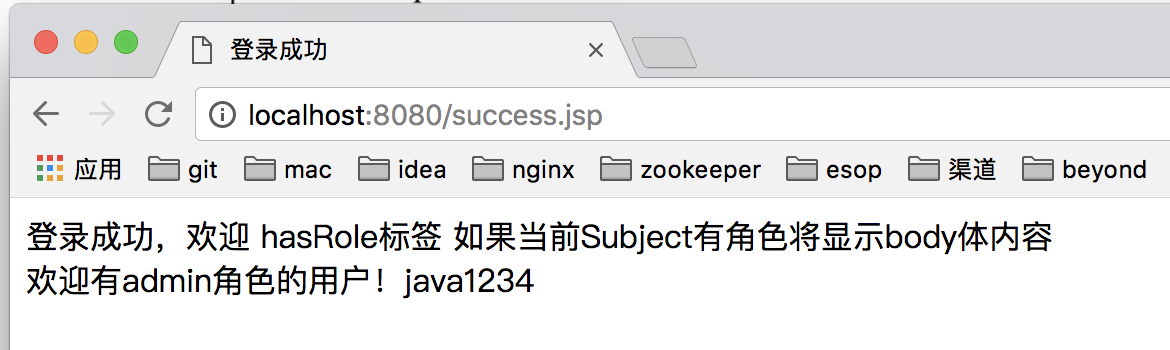 登录成功
localhost:8080/success.jsp
应用 git mac idea nginx zookeeper esop 渠道 beyond
登录成功，欢迎 hasRole标签 如果当前Subject有角色将显示body体内容
欢迎有admin角色的用户！java1234